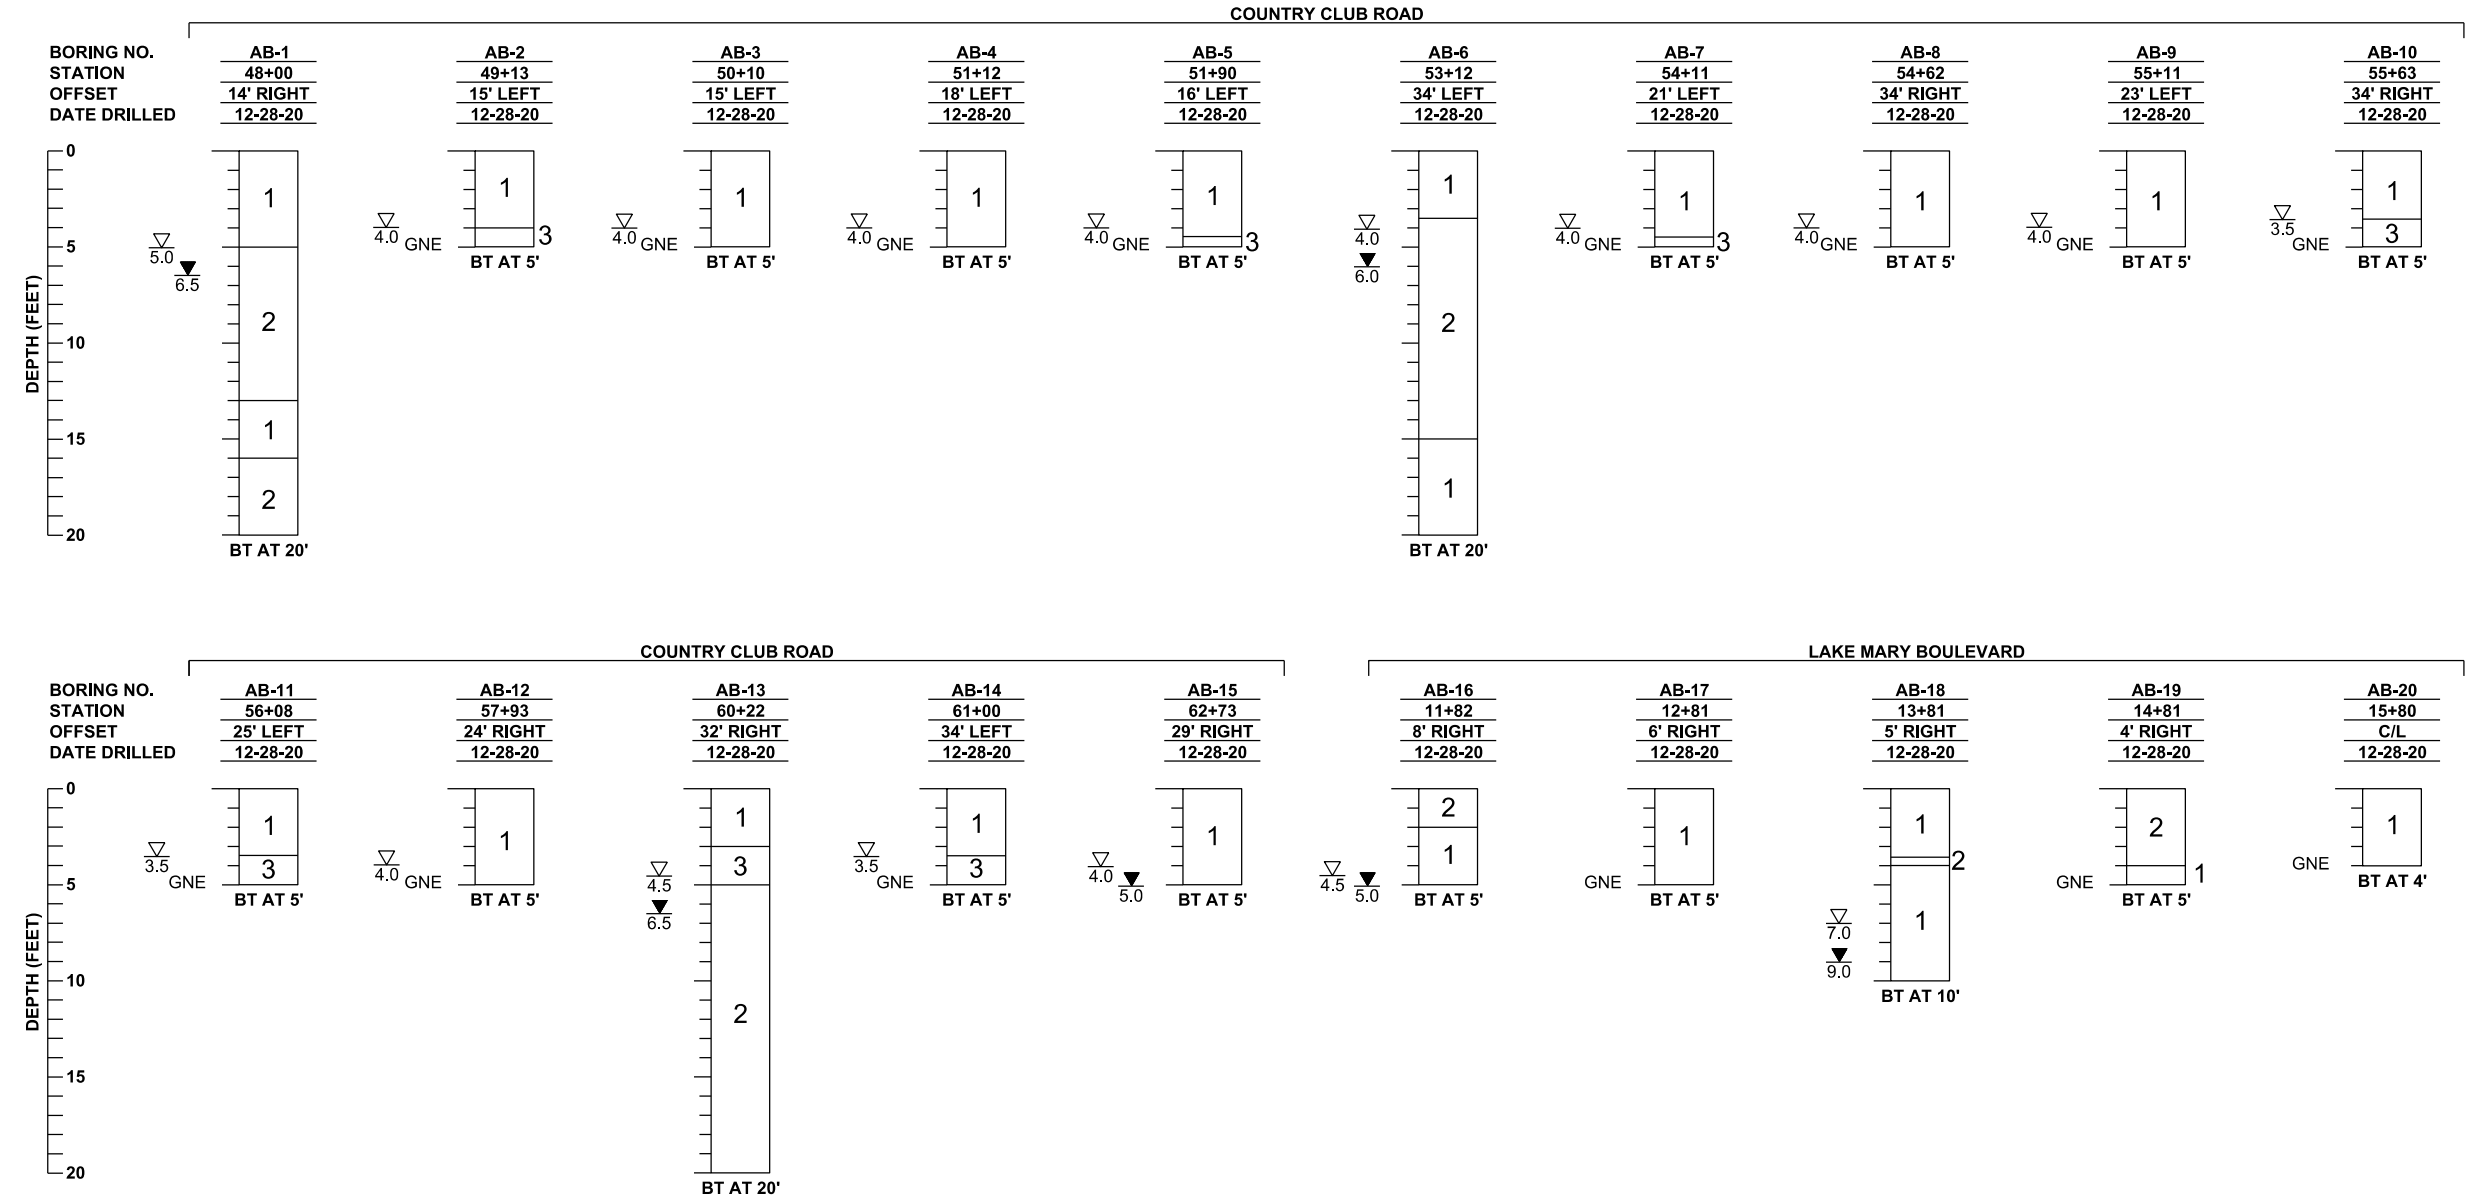 COUNTRY CLUB ROAD
BORING NO. AB-1 AB-2 AB-3 AB-4 AB-5 AB-6 AB-7 AB-8 AB-9 AB-10
STATION 48+00 49+13 50+10 51+12 51+90 53+12 54+11 54+62 55+11 55+63
OFFSET 14' RIGHT 15' LEFT 15' LEFT 18' LEFT 16' LEFT 34' LEFT 21' LEFT 34' RIGHT 23' LEFT 34' RIGHT
DATE DRILLED 12-28-20 12-28-20 12-28-20 12-28-20 12-28-20 12-28-20 12-28-20 12-28-20 12-28-20 12-28-20
DEPTH (FEET)
0
5
10
15
20
5.0
6.5
1
2
1
2
BT AT 20'
4.0 GNE
1
3
BT AT 5'
4.0 GNE
1
BT AT 5'
4.0 GNE
1
BT AT 5'
4.0 GNE
1
3
BT AT 5'
4.0
6.0
1
2
1
BT AT 20'
4.0 GNE
1
3
BT AT 5'
4.0 GNE
1
BT AT 5'
4.0 GNE
1
BT AT 5'
3.5 GNE
1
3
BT AT 5'
COUNTRY CLUB ROAD LAKE MARY BOULEVARD
BORING NO. AB-11 AB-12 AB-13 AB-14 AB-15 AB-16 AB-17 AB-18 AB-19 AB-20
STATION 56+08 57+93 60+22 61+00 62+73 11+82 12+81 13+81 14+81 15+80
OFFSET 25' LEFT 24' RIGHT 32' RIGHT 34' LEFT 29' RIGHT 8' RIGHT 6' RIGHT 5' RIGHT 4' RIGHT C/L
DATE DRILLED 12-28-20 12-28-20 12-28-20 12-28-20 12-28-20 12-28-20 12-28-20 12-28-20 12-28-20 12-28-20
DEPTH (FEET)
0
5
10
15
20
3.5 GNE
1
3
BT AT 5'
4.0 GNE
1
BT AT 5'
4.5
6.5
1
3
2
BT AT 20'
3.5 GNE
1
3
BT AT 5'
4.0
5.0
1
BT AT 5'
4.5 5.0
2
1
BT AT 5'
GNE
1
BT AT 5'
7.0
9.0
1
2
1
BT AT 10'
GNE
2
1
BT AT 5'
GNE
1
BT AT 4'